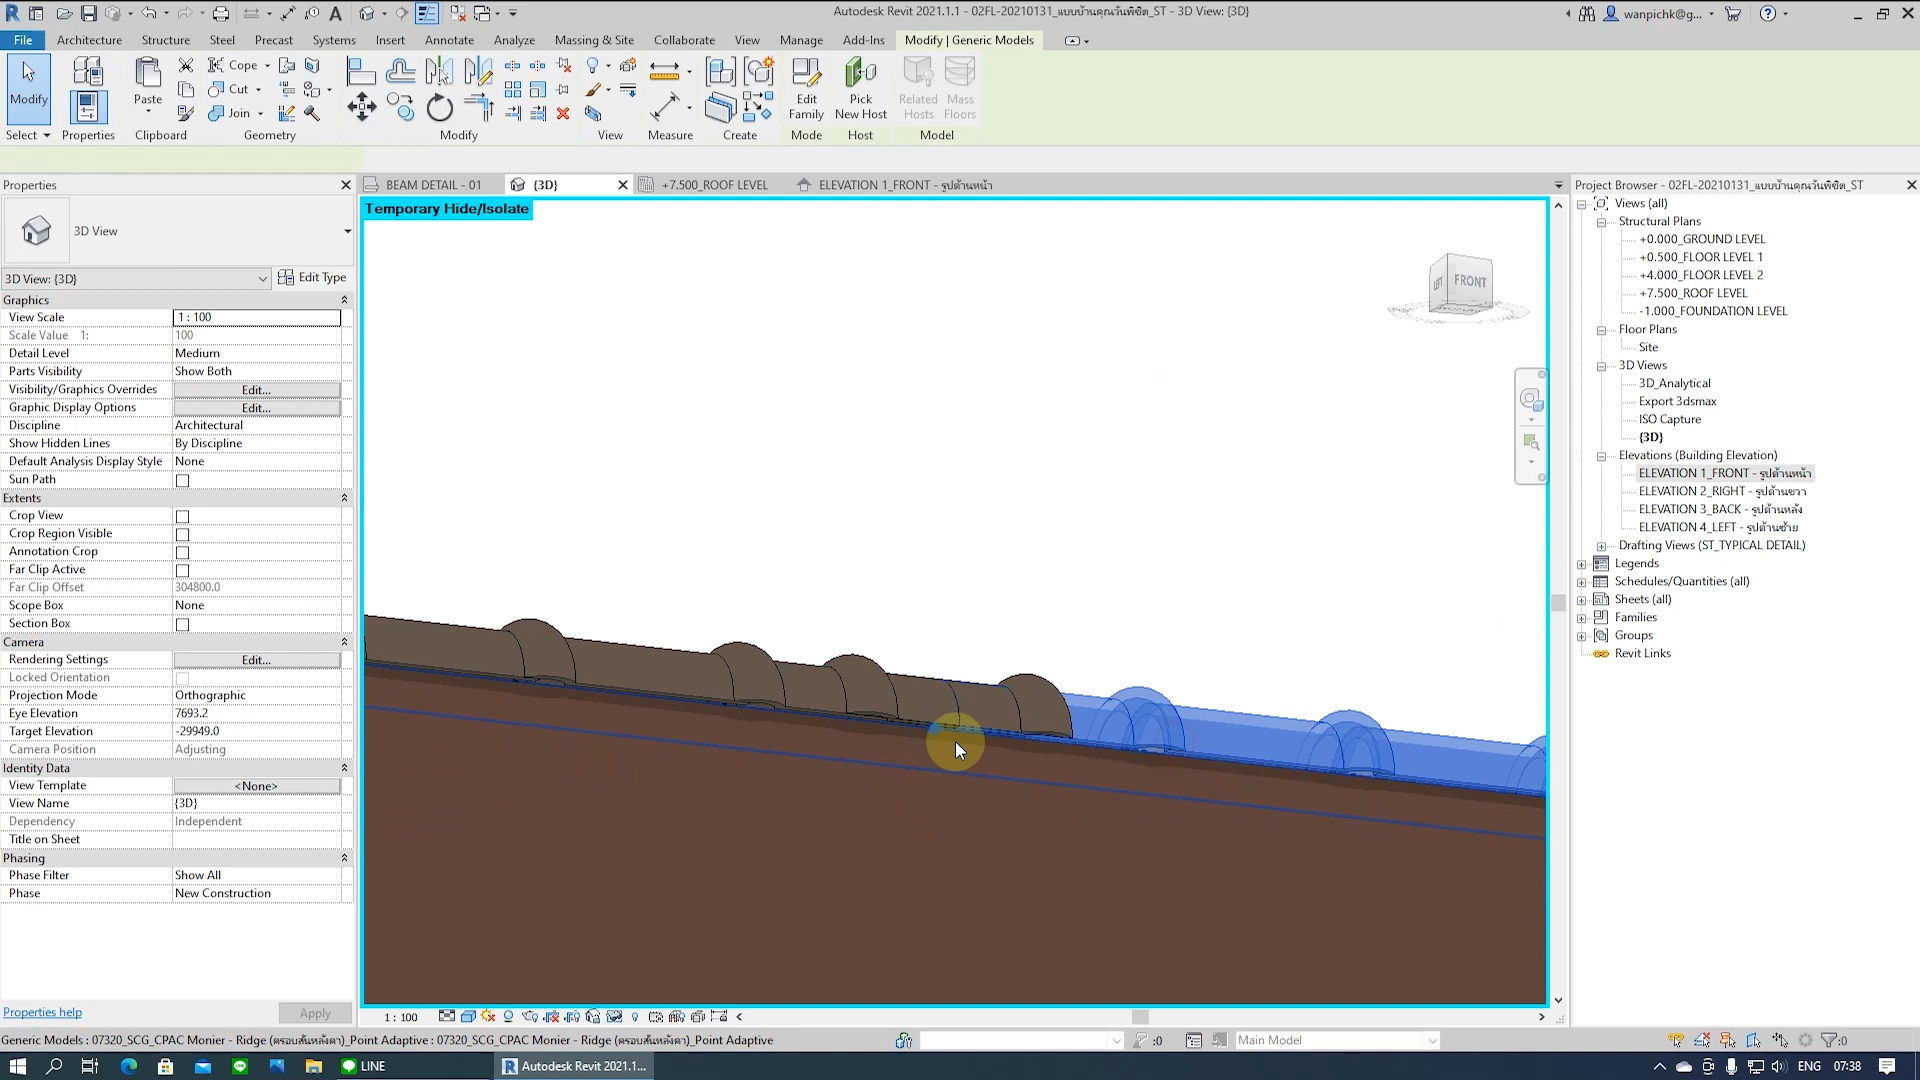 Autodesk Revit 2021.1.1 - 02FL-20210131_แบบบ้านคุณวันพิชิต_ST - 3D View: {3D}
wanpichk@g...
File Architecture Structure Steel Precast Systems Insert Annotate Analyze Massing & Site Collaborate View Manage Add-Ins Modify | Generic Models
Modify
Paste
Cope
Cut
Join
Edit Family
Pick New Host
Related Hosts
Mass Floors
Select Properties Clipboard Geometry Modify View Measure Create Mode Host Model
Properties
BEAM DETAIL - 01
{3D}
+7.500_ROOF LEVEL
ELEVATION 1_FRONT - รูปด้านหน้า
Project Browser - 02FL-20210131_แบบบ้านคุณวันพิชิต_ST
3D View
3D View: {3D}
Edit Type
Graphics
View Scale 1 : 100
Scale Value 1: 100
Detail Level Medium
Parts Visibility Show Both
Visibility/Graphics Overrides Edit...
Graphic Display Options Edit...
Discipline Architectural
Show Hidden Lines By Discipline
Default Analysis Display Style None
Sun Path
Extents
Crop View
Crop Region Visible
Annotation Crop
Far Clip Active
Far Clip Offset 304800.0
Scope Box None
Section Box
Camera
Rendering Settings Edit...
Locked Orientation
Projection Mode Orthographic
Eye Elevation 7693.2
Target Elevation -29949.0
Camera Position Adjusting
Identity Data
View Template <None>
View Name {3D}
Dependency Independent
Title on Sheet
Phasing
Phase Filter Show All
Phase New Construction
Properties help
Apply
Temporary Hide/Isolate
LEFT FRONT
1 : 100
Views (all)
Structural Plans
+0.000_GROUND LEVEL
+0.500_FLOOR LEVEL 1
+4.000_FLOOR LEVEL 2
+7.500_ROOF LEVEL
-1.000_FOUNDATION LEVEL
Floor Plans
Site
3D Views
3D_Analytical
Export 3dsmax
ISO Capture
{3D}
Elevations (Building Elevation)
ELEVATION 1_FRONT - รูปด้านหน้า
ELEVATION 2_RIGHT - รูปด้านขวา
ELEVATION 3_BACK - รูปด้านหลัง
ELEVATION 4_LEFT - รูปด้านซ้าย
Drafting Views (ST_TYPICAL DETAIL)
Legends
Schedules/Quantities (all)
Sheets (all)
Families
Groups
Revit Links
Generic Models : 07320_SCG_CPAC Monier - Ridge (ครอบสันหลังคา)_Point Adaptive : 07320_SCG_CPAC Monier - Ridge (ครอบสันหลังคา)_Point Adaptive
:0
Main Model
:0
LINE
Autodesk Revit 2021.1...
ENG 07:38